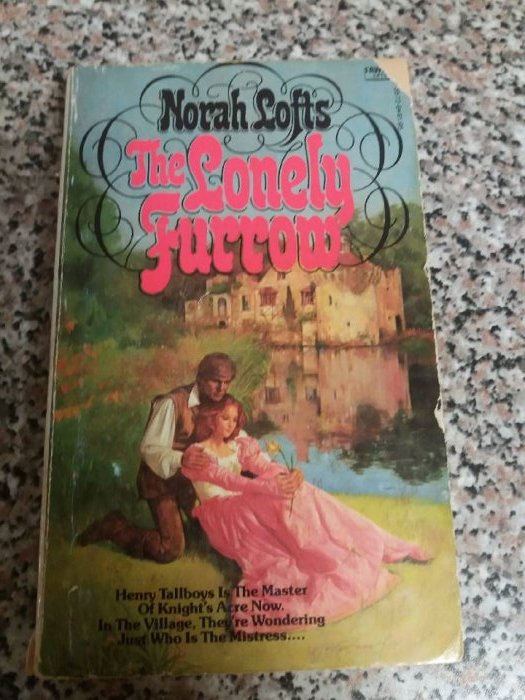 Norah Lofts
The Lonely
Furrow
Henry Tallboys Is The Master
Of Knight's Acre Now.
In The Village, They're Wondering
Just Who Is The Mistress....